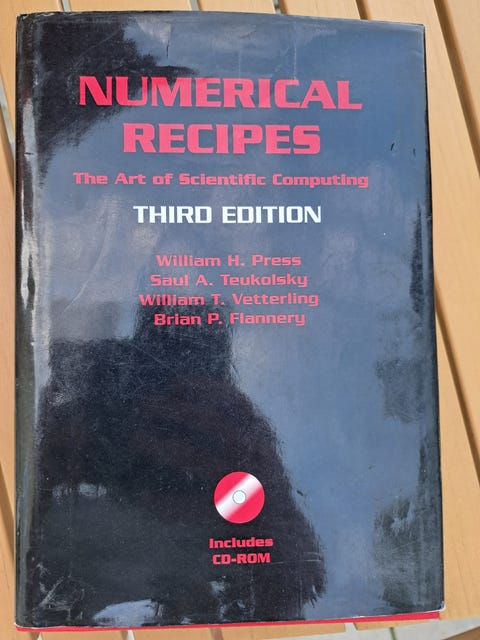 NUMERICAL
RECIPES
The Art of Scientific Computing
THIRD EDITION
William H. Press
Saul A. Teukolsky
William T. Vetterling
Brian P. Flannery
Includes
CD-ROM